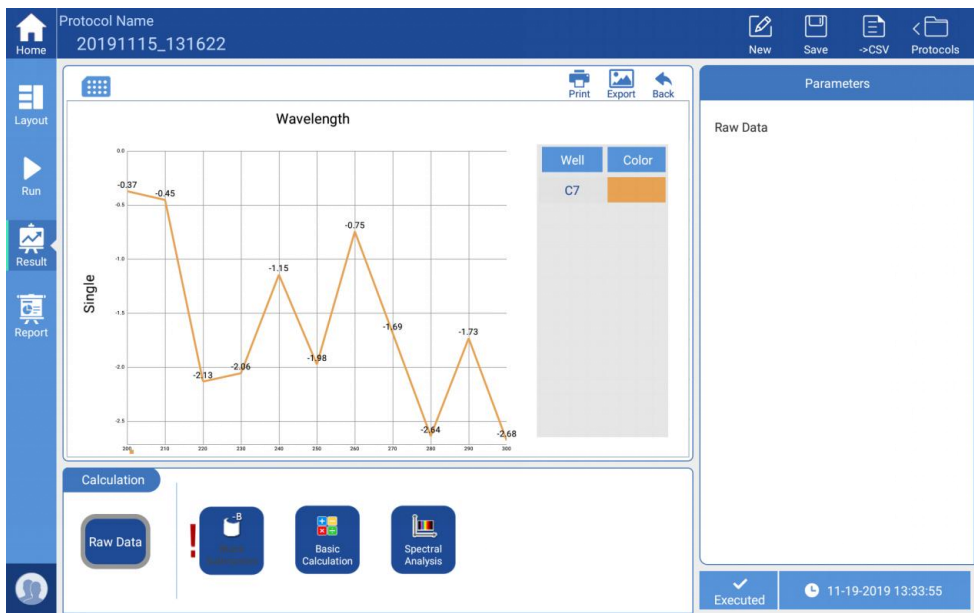 Home
Protocol Name
20191115_131622
New
Save
->CSV
Protocols
Layout
Run
Result
Report
Print
Export
Back
Wavelength
Single
0.0
-0.5
-1.0
-1.5
-2.0
-2.5
-0.37
-0.45
-2.13
-2.06
-1.15
-1.98
-0.75
-1.69
-2.64
-1.73
-2.68
200 210 220 230 240 250 260 270 280 290 300
Well Color
C7
Calculation
Raw Data
!
-B
Basic
Calculation
Spectral
Analysis
Parameters
Raw Data
Executed
11-19-2019 13:33:55